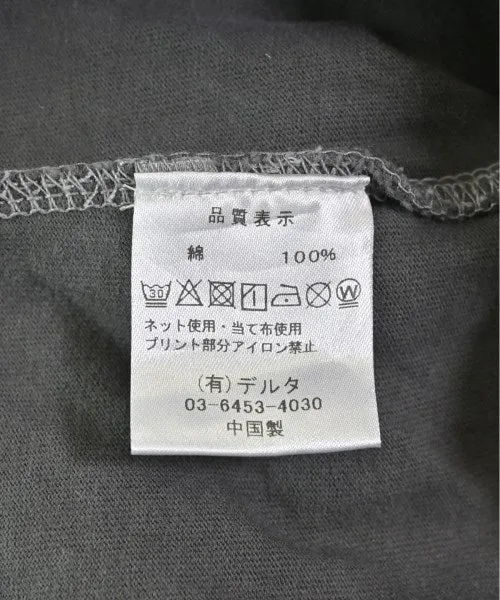 品質表示
綿 100%
30 W
ネット使用・当て布使用
プリント部分アイロン禁止
(有)デルタ
03-6453-4030
中国製